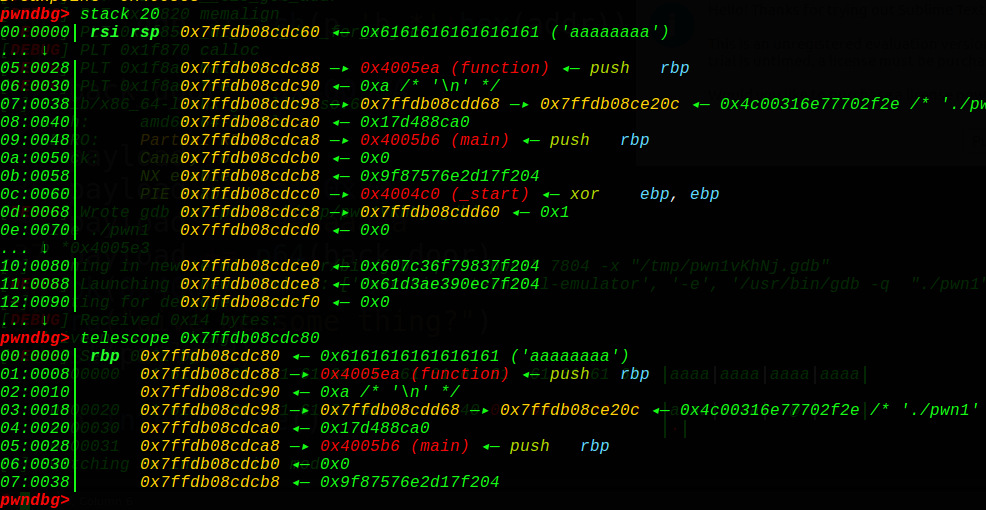 pwndbg> stack 20
00:0000│ rsi rsp 0x7ffdb08cdc60 ◂— 0x6161616161616161 ('aaaaaaaa')
... ↓
05:0028│ 0x7ffdb08cdc88 —▸ 0x4005ea (function) ◂— push rbp
06:0030│ 0x7ffdb08cdc90 ◂— 0xa /* '\n' */
07:0038│ 0x7ffdb08cdc98 —▸ 0x7ffdb08cdd68 —▸ 0x7ffdb08ce20c ◂— 0x4c00316e77702f2e /* './pw
08:0040│ 0x7ffdb08cdca0 ◂— 0x17d488ca0
09:0048│ 0x7ffdb08cdca8 —▸ 0x4005b6 (main) ◂— push rbp
0a:0050│ 0x7ffdb08cdcb0 ◂— 0x0
0b:0058│ 0x7ffdb08cdcb8 ◂— 0x9f87576e2d17f204
0c:0060│ 0x7ffdb08cdcc0 —▸ 0x4004c0 (_start) ◂— xor ebp, ebp
0d:0068│ 0x7ffdb08cdcc8 —▸ 0x7ffdb08cdd60 ◂— 0x1
0e:0070│ 0x7ffdb08cdcd0 ◂— 0x0
... ↓
10:0080│ 0x7ffdb08cdce0 ◂— 0x607c36f79837f204
11:0088│ 0x7ffdb08cdce8 ◂— 0x61d3ae390ec7f204
12:0090│ 0x7ffdb08cdcf0 ◂— 0x0
... ↓
pwndbg> telescope 0x7ffdb08cdc80
00:0000│ rbp 0x7ffdb08cdc80 ◂— 0x6161616161616161 ('aaaaaaaa')
01:0008│ 0x7ffdb08cdc88 —▸ 0x4005ea (function) ◂— push rbp
02:0010│ 0x7ffdb08cdc90 ◂— 0xa /* '\n' */
03:0018│ 0x7ffdb08cdc98 —▸ 0x7ffdb08cdd68 —▸ 0x7ffdb08ce20c ◂— 0x4c00316e77702f2e /* './pwn1'
04:0020│ 0x7ffdb08cdca0 ◂— 0x17d488ca0
05:0028│ 0x7ffdb08cdca8 —▸ 0x4005b6 (main) ◂— push rbp
06:0030│ 0x7ffdb08cdcb0 ◂— 0x0
07:0038│ 0x7ffdb08cdcb8 ◂— 0x9f87576e2d17f204
pwndbg>